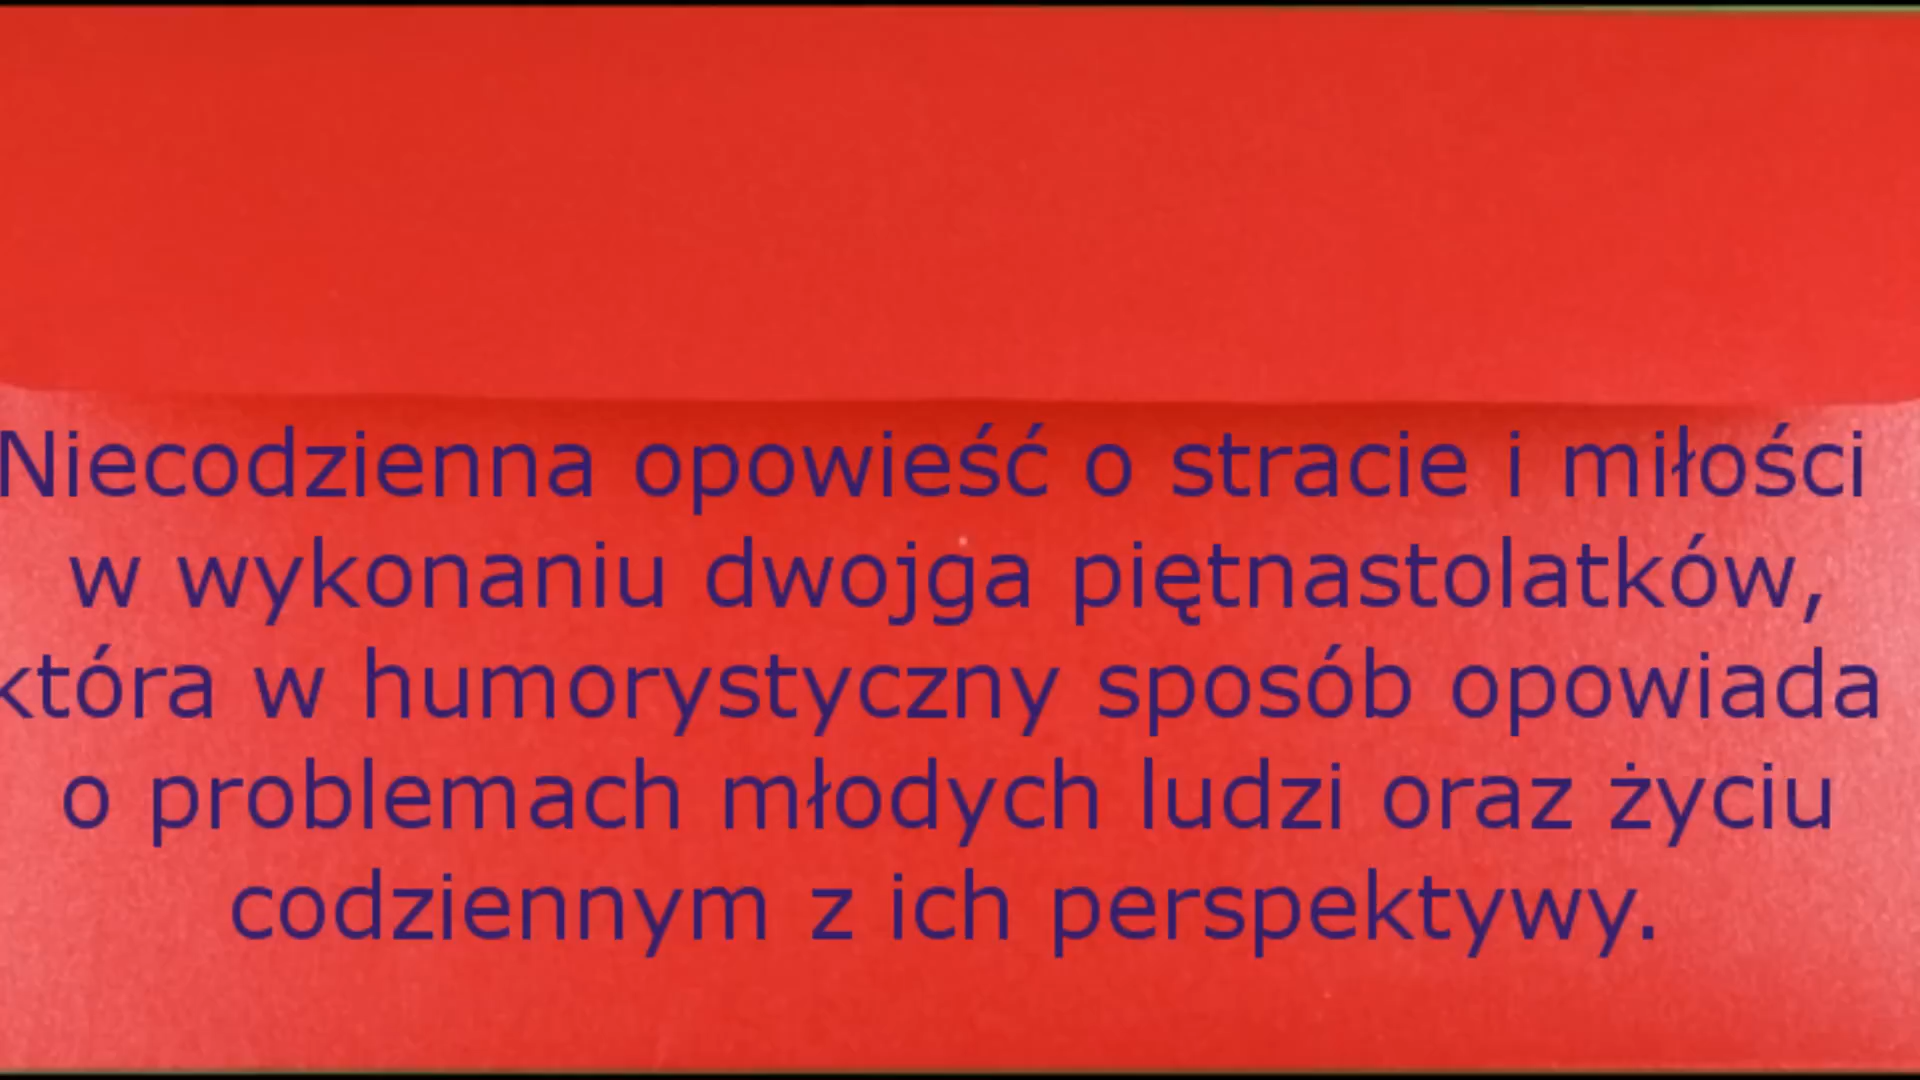 Niecodzienna opowieść o stracie i miłości
w wykonaniu dwojga piętnastolatków,
która w humorystyczny sposób opowiada
o problemach młodych ludzi oraz życiu
codziennym z ich perspektywy.